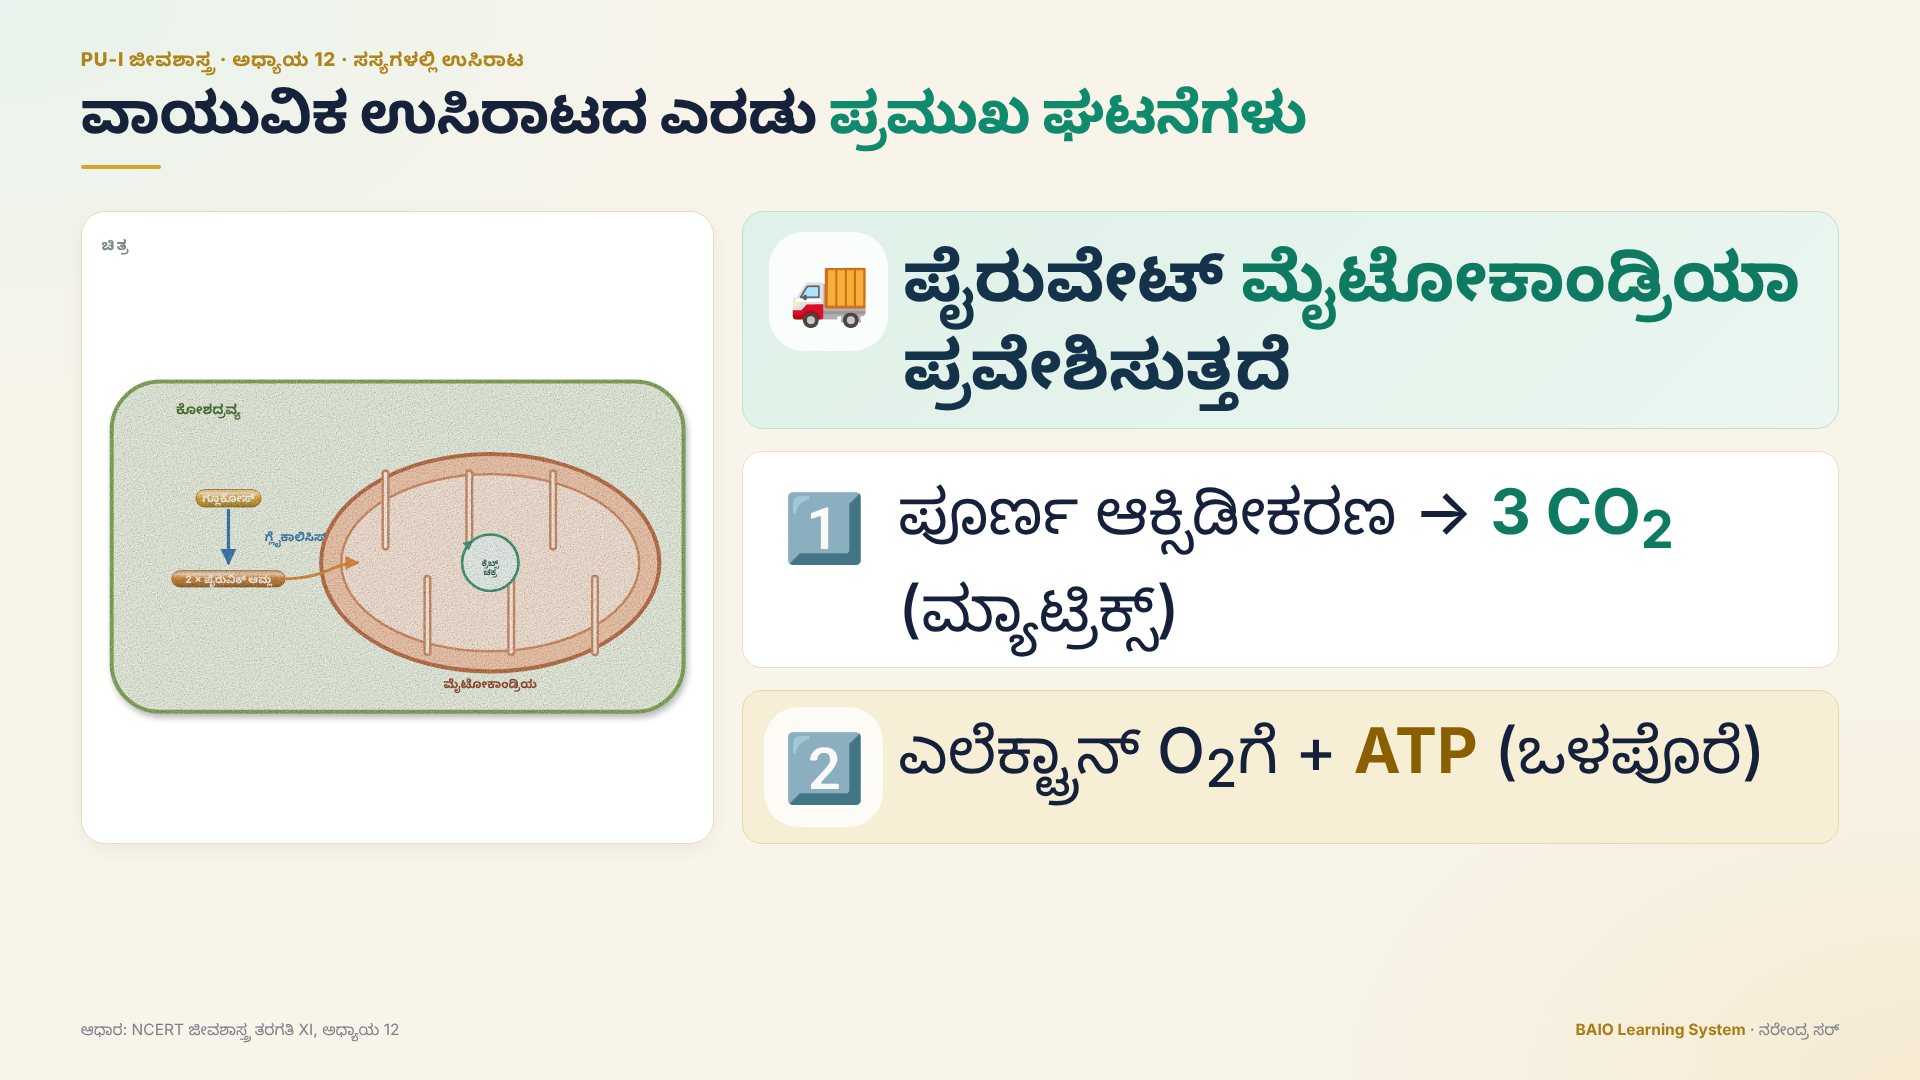 PU-I ಜೀವಶಾಸ್ತ್ರ · ಅಧ್ಯಾಯ 12 · ಸಸ್ಯಗಳಲ್ಲಿ ಉಸಿರಾಟ
ವಾಯುವಿಕ ಉಸಿರಾಟದ ಎರಡು ಪ್ರಮುಖ ಘಟನೆಗಳು
ಚಿತ್ರ
ಕೋಶದ್ರವ್ಯ
ಗ್ಲೂಕೋಸ್
ಗ್ಲೈಕಾಲಿಸಿಸ
2 × ಪೈರುವಿಕ್ ಆಮ್ಲ
ಕ್ರೆಬ್ಸ್
ಚಕ್ರ
ಮೈಟೋಕಾಂಡ್ರಿಯ
ಪೈರುವೇಟ್ ಮೈಟೋಕಾಂಡ್ರಿಯಾ
ಪ್ರವೇಶಿಸುತ್ತದೆ
1 ಪೂರ್ಣ ಆಕ್ಸಿಡೀಕರಣ → 3 CO₂
(ಮ್ಯಾಟ್ರಿಕ್ಸ್)
2 ಎಲೆಕ್ಟ್ರಾನ್ O₂ಗೆ + ATP (ಒಳಪೊರೆ)
ಆಧಾರ: NCERT ಜೀವಶಾಸ್ತ್ರ ತರಗತಿ XI, ಅಧ್ಯಾಯ 12
BAIO Learning System · ನರೇಂದ್ರ ಸರ್